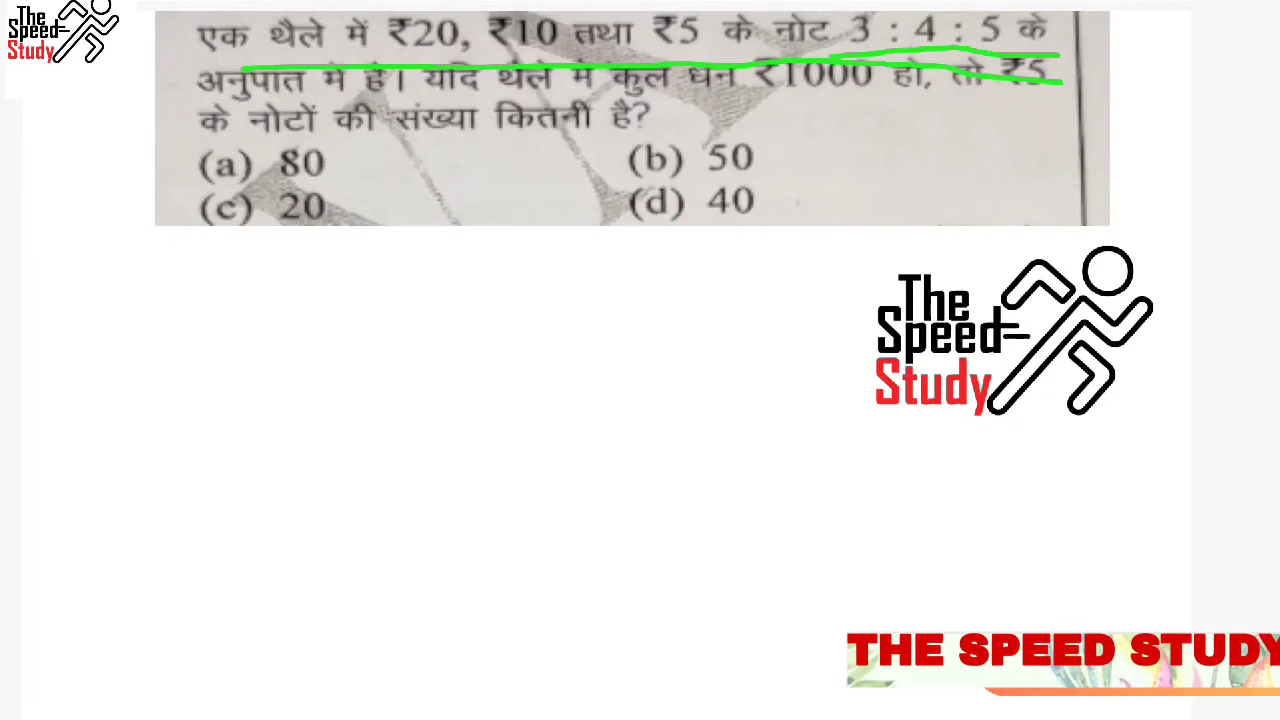 The
Speed
Study
एक थैले में ₹20, ₹10 तथा ₹5 के नोट 3 : 4 : 5 के
अनुपात में हैं। यदि थैले में कुल धन ₹1000 हो, तो ₹5
के नोटों की संख्या कितनी है?
(a) 80 (b) 50
(c) 20 (d) 40
The
Speed
Study
THE SPEED STUDY